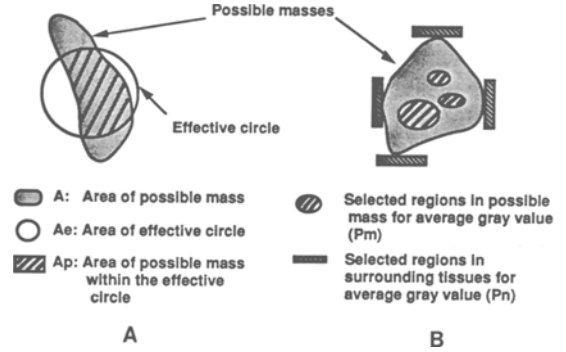 Possible masses
Effective circle
A: Area of possible mass
Ae: Area of effective circle
Ap: Area of possible mass
within the effective
circle
A
Selected regions in possible
mass for average gray value
(Pm)
Selected regions in
surrounding tissues for
average gray value (Pn)
B